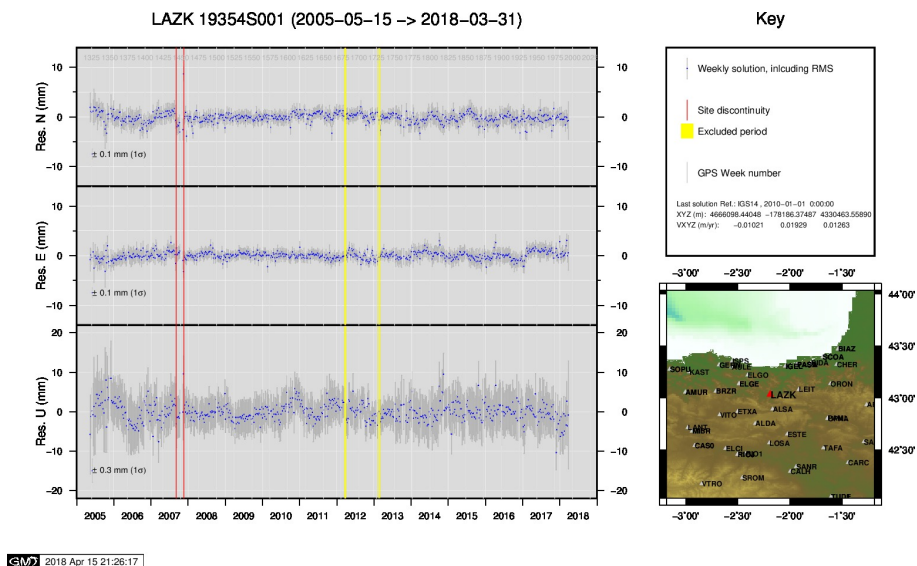 LAZK 19354S001 (2005−05−15 −> 2018−03−31)
Key
Res. N (mm)
10
0
−10
± 0.1 mm (1σ)
10
0
−10
Res. E (mm)
10
0
−10
± 0.1 mm (1σ)
10
0
−10
Res. U (mm)
20
10
0
−10
−20
± 0.3 mm (1σ)
20
10
0
−10
−20
2005 2006 2007 2008 2009 2010 2011 2012 2013 2014 2015 2016 2017 2018
Weekly solution, inlcuding RMS
Site discontinuity
Excluded period
GPS Week number
Last solution Ref.: IGS14 , 2010−01−01 0:00:00
XYZ (m): 4666098.44048 −178186.37487 4330463.55890
VXYZ (m/yr): −0.01021 0.01929 0.01263
−3˚00' −2˚30' −2˚00' −1˚30'
44˚00'
43˚30'
43˚00'
42˚30'
BIAZ
SCOA
CHER
SOPU
KAST
ELGO
ELGE
AMUR
BRZR
LEIT
ORON
LAZK
VITO
ETXA
ALSA
ALDA
LANT
ESTE
CAS0
ELCI
LOSA
TAFA
SANR
CALH
CARC
VTRO
SROM
−3˚00' −2˚30' −2˚00' −1˚30'
GMT 2018 Apr 15 21:26:17